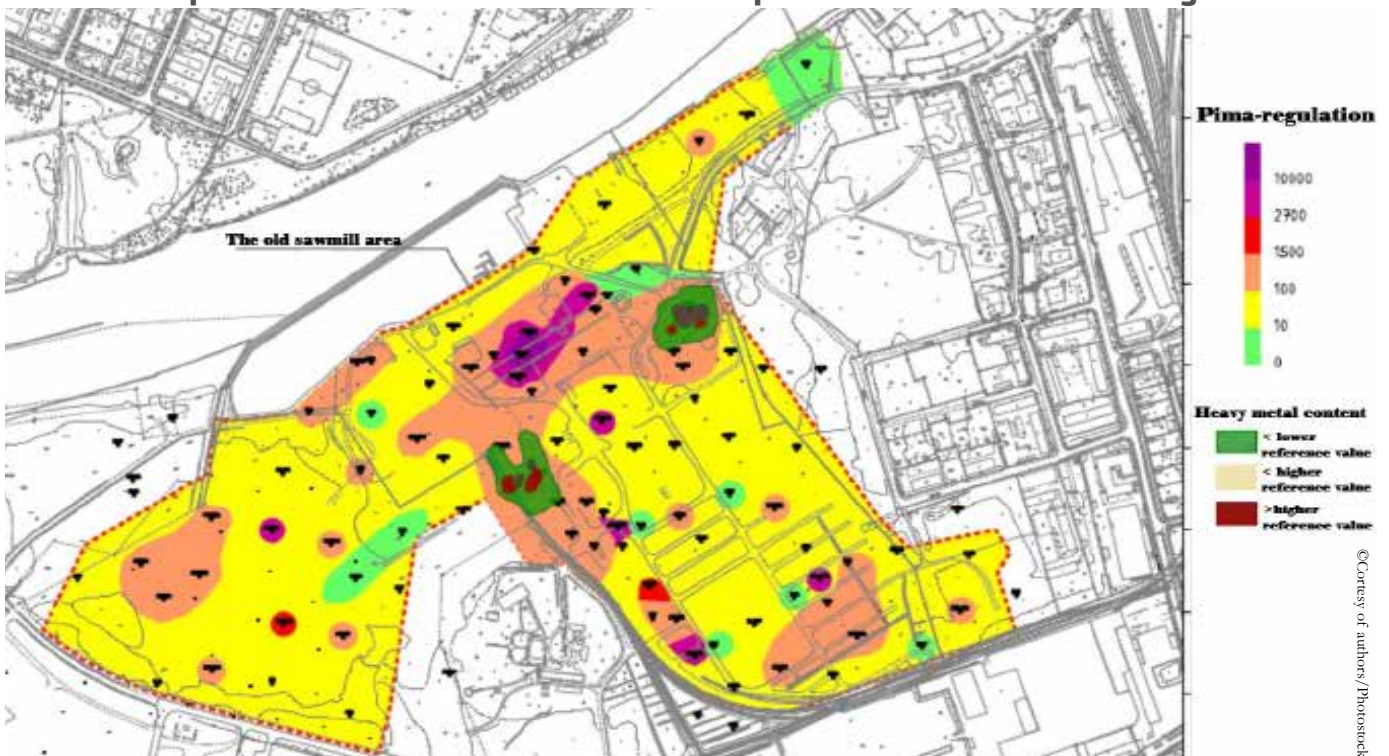 The old sawmill area
Pima-regulation
10000
2700
1500
100
10
0
Heavy metal content
< lower
reference value
< higher
reference value
>higher
reference value
©Courtesy of authors/Photostock